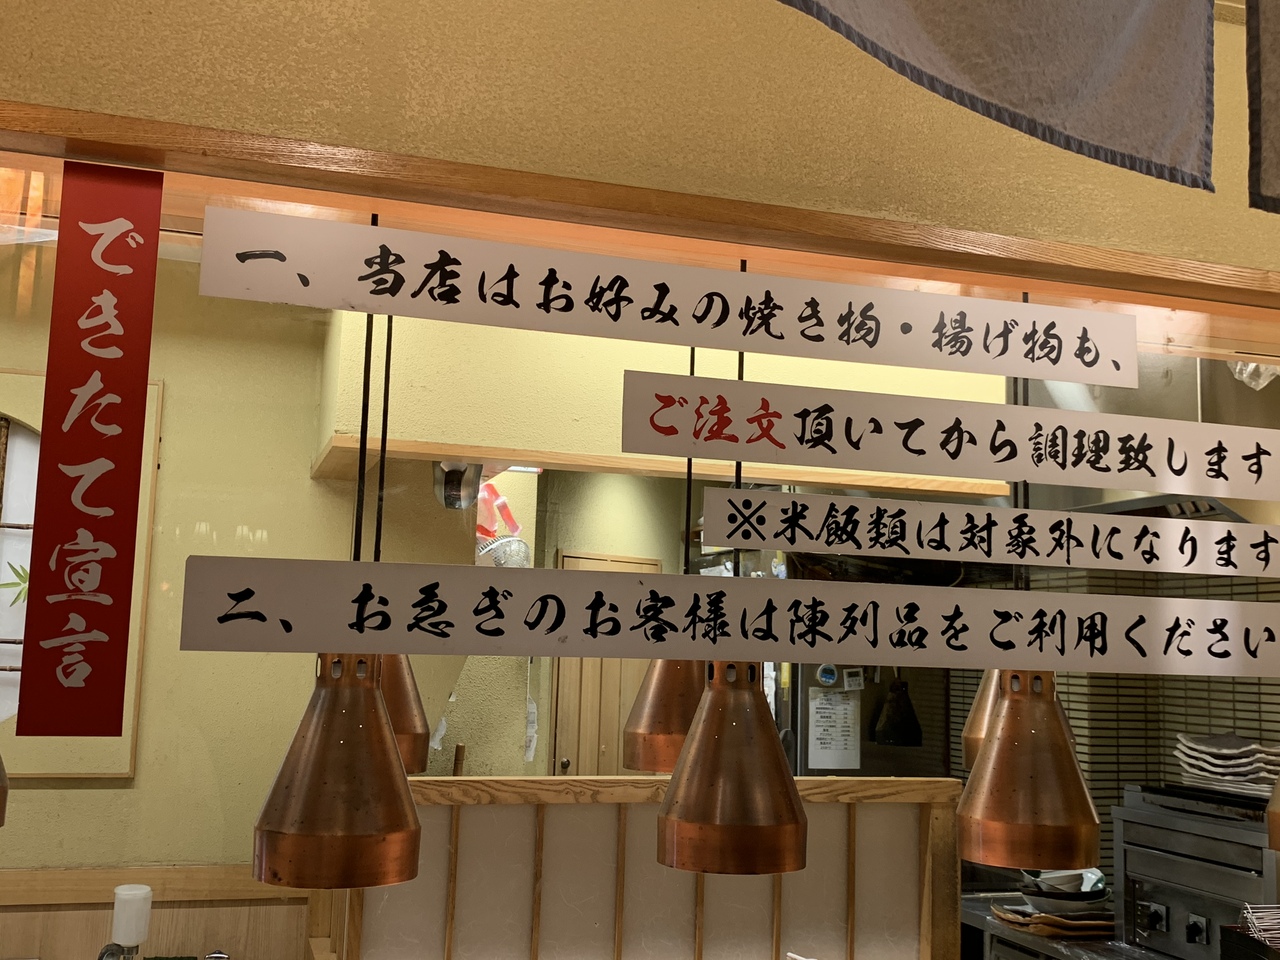 できたて宣言
一、当店はお好みの焼き物・揚げ物も、
ご注文頂いてから調理致します
※米飯類は対象外になります
二、お急ぎのお客様は陳列品をご利用ください